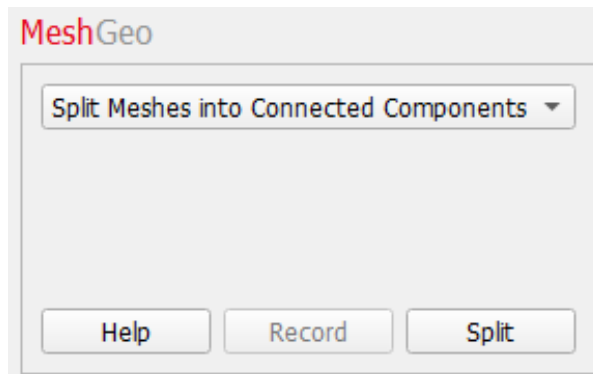 MeshGeo
Split Meshes into Connected Components
Help Record Split